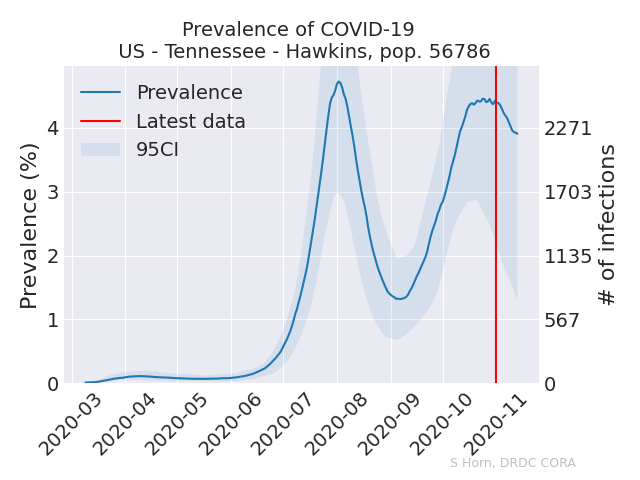 Prevalence of COVID-19
US - Tennessee - Hawkins, pop. 56786
Prevalence
Latest data
95CI
Prevalence (%)
4
3
2
1
0
2271
1703
1135
567
0
# of infections
2020-03
2020-04
2020-05
2020-06
2020-07
2020-08
2020-09
2020-10
2020-11
S Horn, DRDC CORA